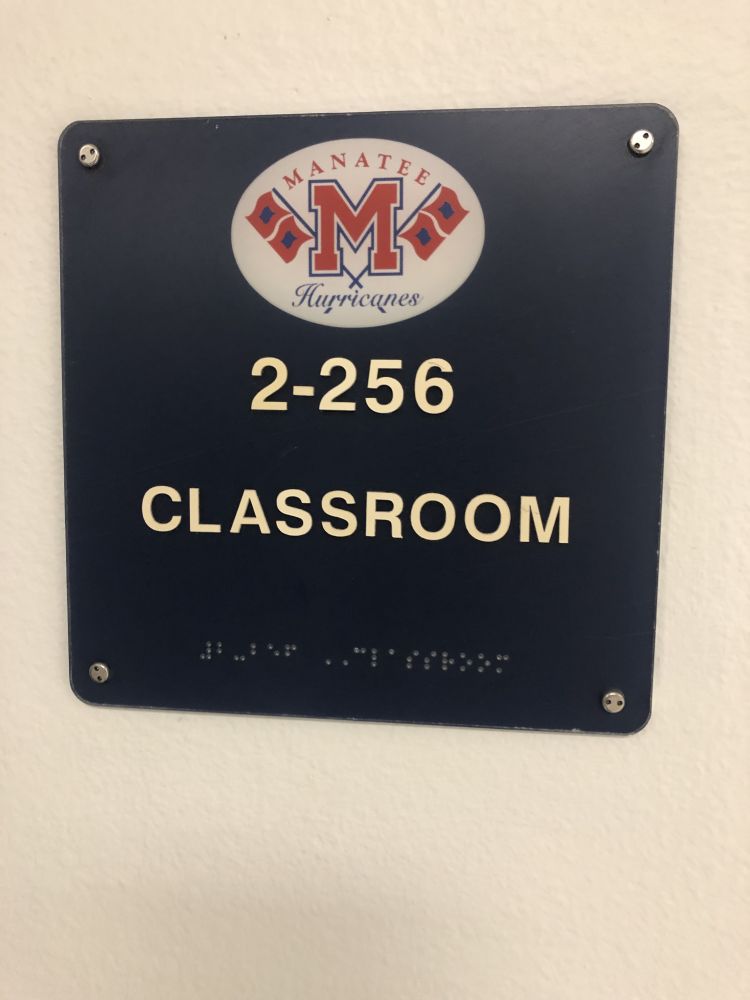 MANATEE
M
Hurricanes
2-256
CLASSROOM